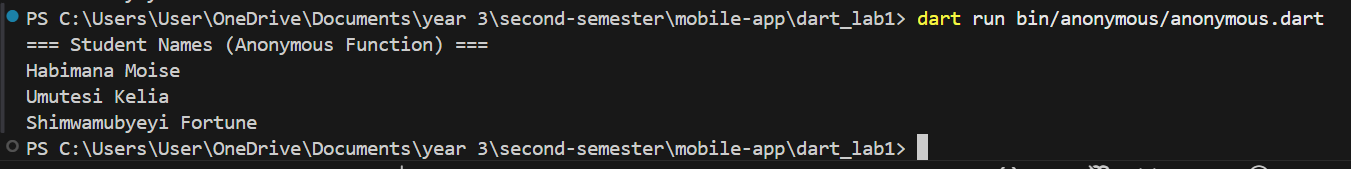 PS C:\Users\User\OneDrive\Documents\year 3\second-semester\mobile-app\dart_lab1> dart run bin/anonymous/anonymous.dart
=== Student Names (Anonymous Function) ===
Habimana Moise
Umutesi Kelia
Shimwamubyeyi Fortune
PS C:\Users\User\OneDrive\Documents\year 3\second-semester\mobile-app\dart_lab1>